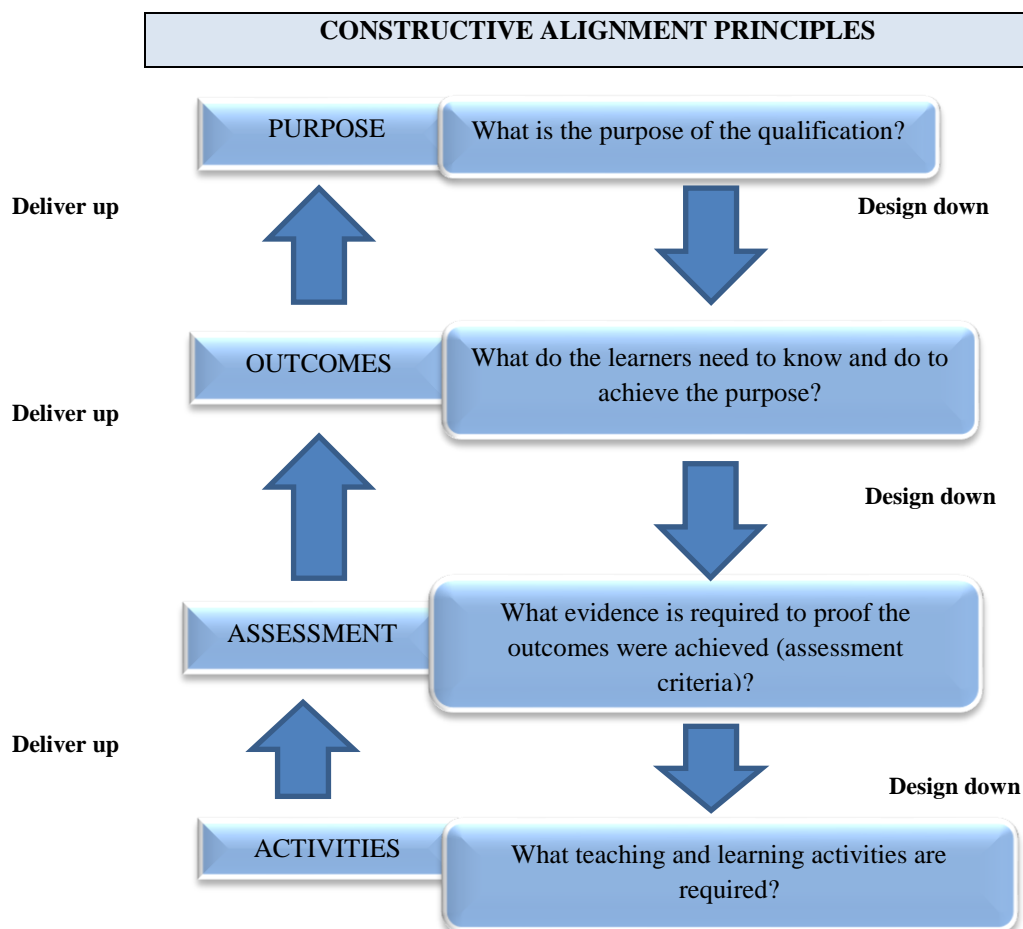 CONSTRUCTIVE ALIGNMENT PRINCIPLES
PURPOSE
What is the purpose of the qualification?
Deliver up
Design down
OUTCOMES
What do the learners need to know and do to
achieve the purpose?
Deliver up
Design down
ASSESSMENT
What evidence is required to proof the
outcomes were achieved (assessment
criteria)?
Deliver up
Design down
ACTIVITIES
What teaching and learning activities are
required?